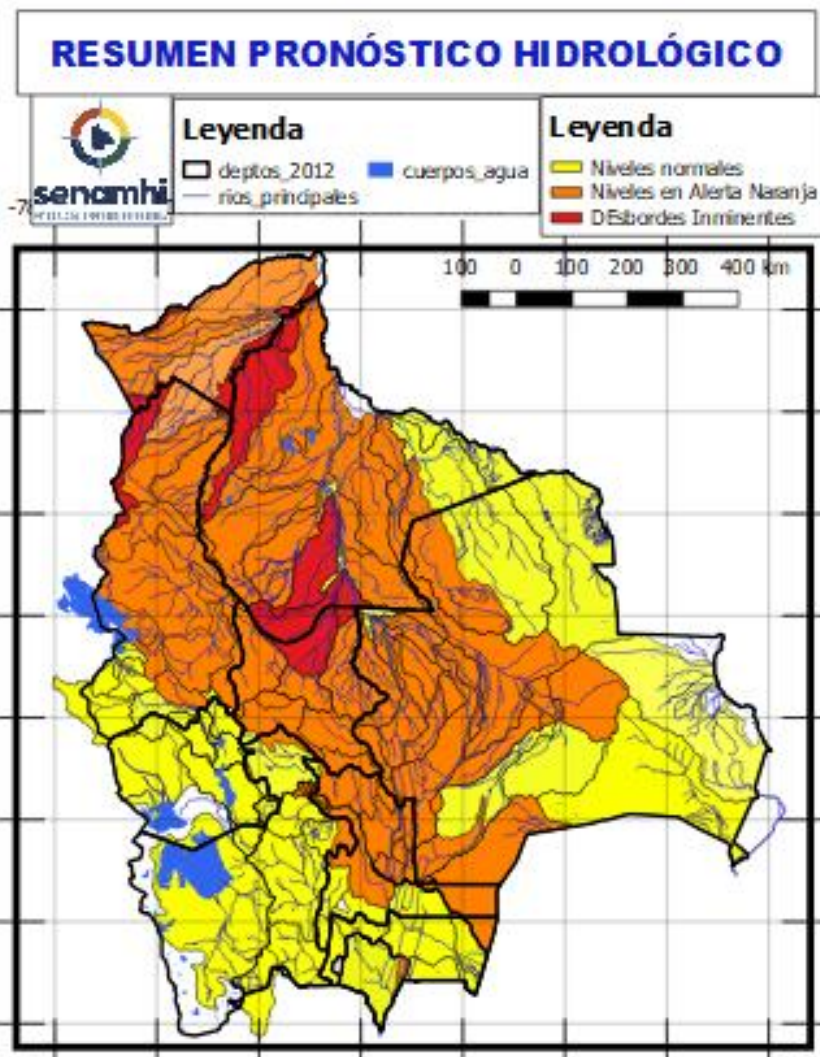 RESUMEN PRONÓSTICO HIDROLÓGICO
senamhi
Leyenda
deptos_2012
cuerpos_agua
rios_principales
Leyenda
Niveles normales
Niveles en Alerta Naranja
DEsbordes Inminentes
100 0 100 200 300 400 km